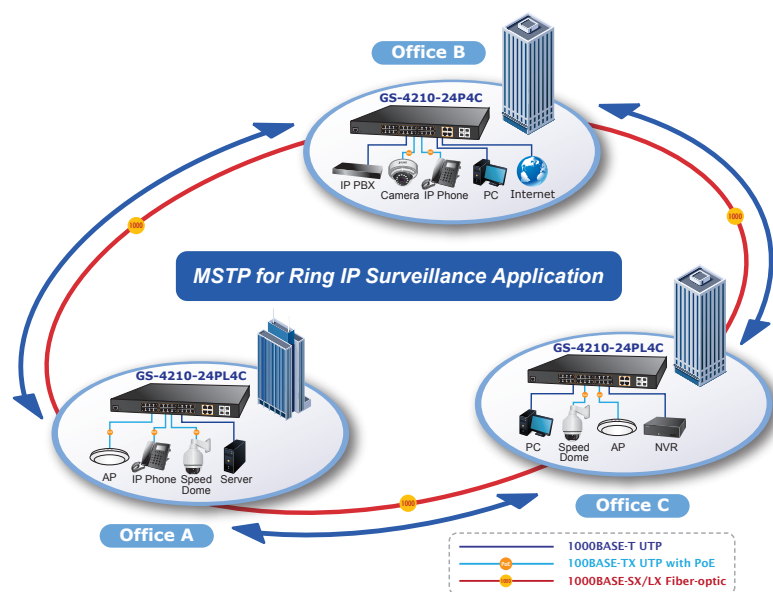 Office B
GS-4210-24P4C
IP PBX
Camera
IP Phone
PC
Internet
1000
1000
MSTP for Ring IP Surveillance Application
GS-4210-24PL4C
AP
IP Phone
Speed
Dome
Server
Office A
GS-4210-24PL4C
PC
Speed
Dome
AP
NVR
Office C
1000
1000BASE-T UTP
PoE
100BASE-TX UTP with PoE
1000
1000BASE-SX/LX Fiber-optic